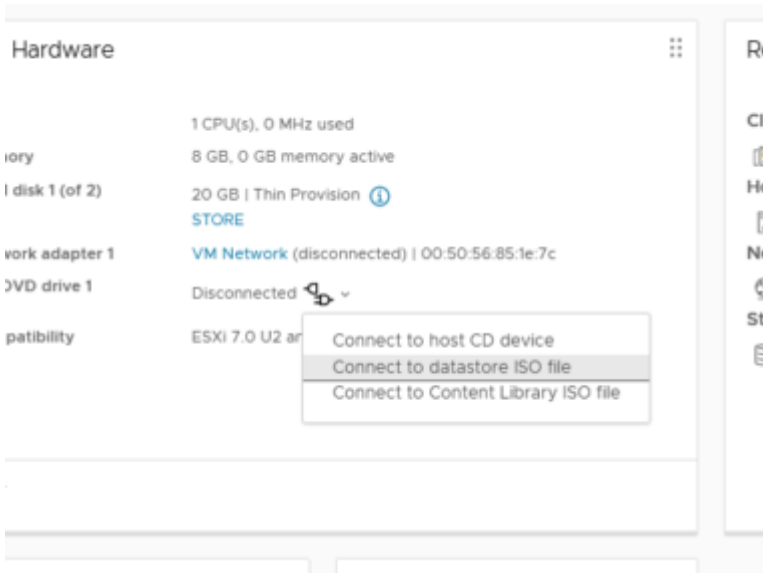 Hardware
1 CPU(s), 0 MHz used
ory
8 GB, 0 GB memory active
disk 1 (of 2)
20 GB | Thin Provision
STORE
work adapter 1
VM Network (disconnected) | 00:50:56:85:1e:7c
DVD drive 1
Disconnected
patibility
ESXi 7.0 U2 ar
Connect to host CD device
Connect to datastore ISO file
Connect to Content Library ISO file
R
Cl
H
N
St